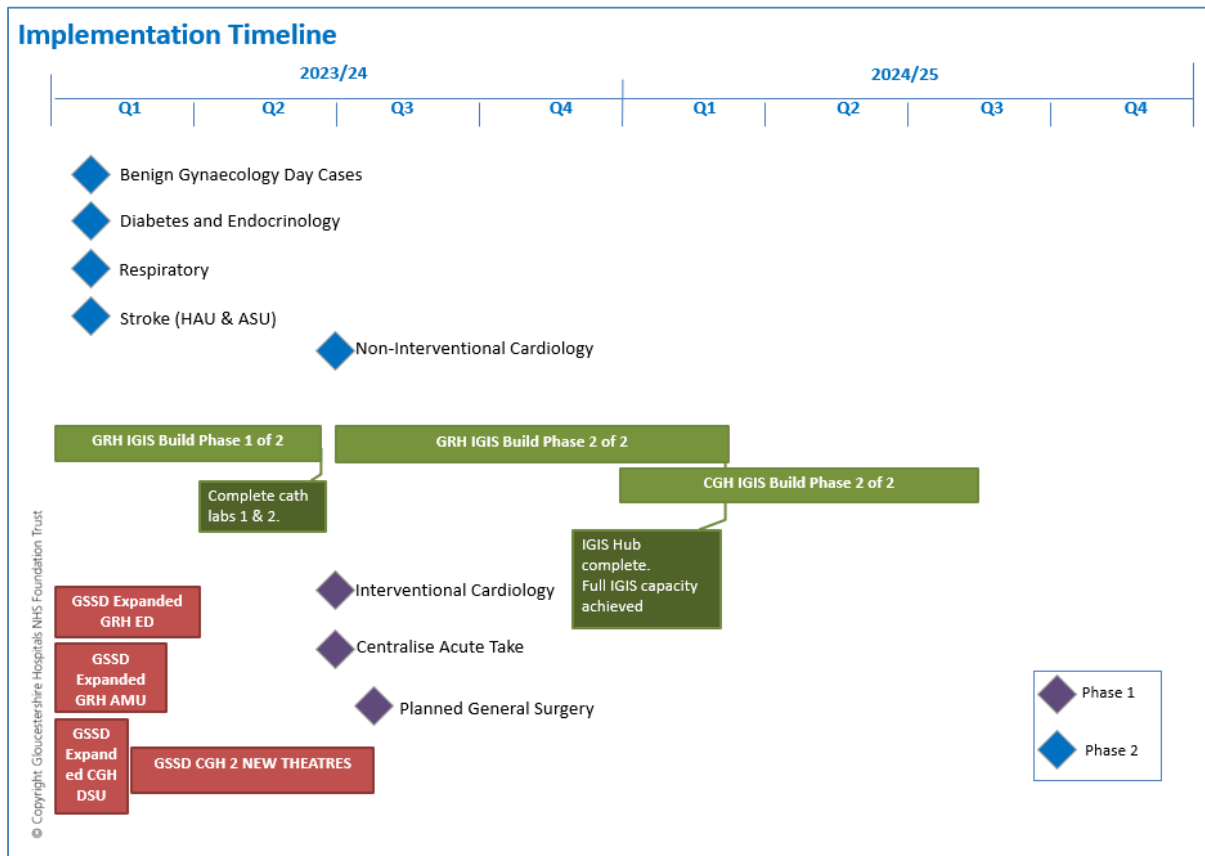 Implementation Timeline
2023/24
2024/25
Q1
Q2
Q3
Q4
Q1
Q2
Q3
Q4
Benign Gynaecology Day Cases
Diabetes and Endocrinology
Respiratory
Stroke (HAU & ASU)
Non-Interventional Cardiology
GRH IGIS Build Phase 1 of 2
GRH IGIS Build Phase 2 of 2
CGH IGIS Build Phase 2 of 2
Complete cath
labs 1 & 2.
IGIS Hub
complete.
Full IGIS capacity
achieved
Interventional Cardiology
Centralise Acute Take
Planned General Surgery
GSSD Expanded
GRH ED
GSSD
Expanded
GRH AMU
GSSD
Expand
ed CGH
DSU
GSSD CGH 2 NEW THEATRES
Phase 1
Phase 2
© Copyright Gloucestershire Hospitals NHS Foundation Trust